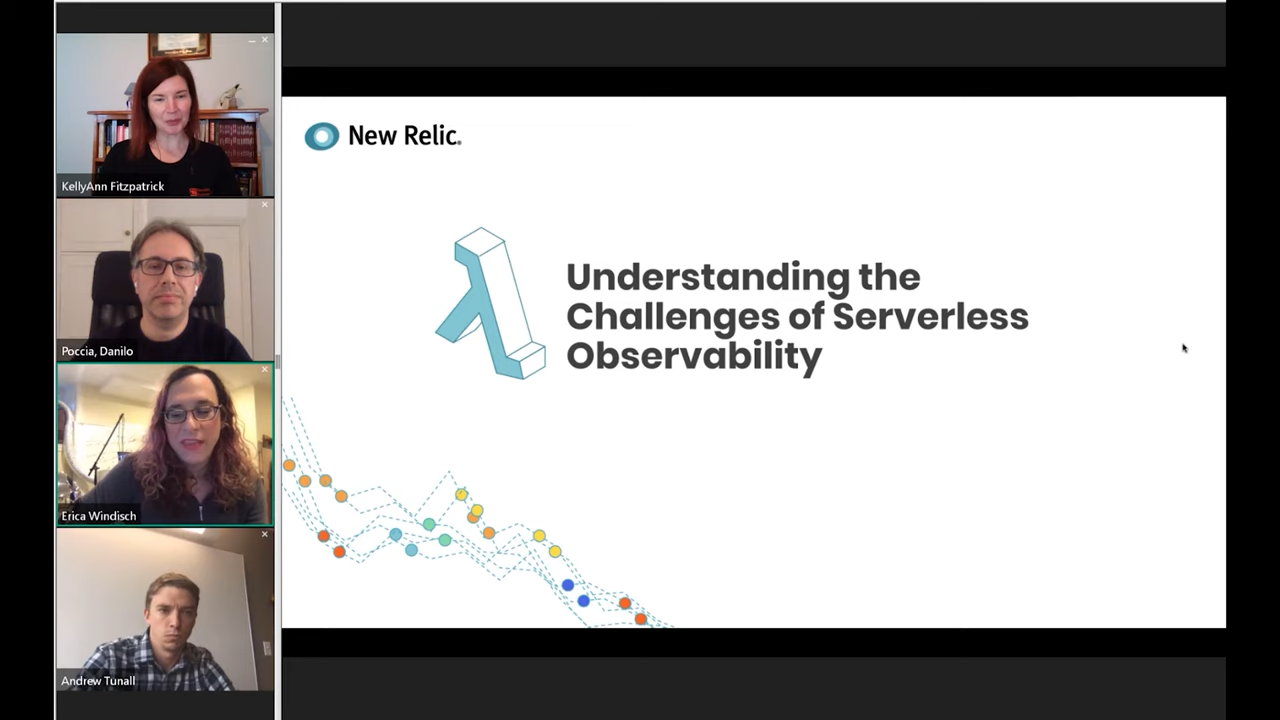 KellyAnn Fitzpatrick
Poccia, Danilo
Erica Windisch
Andrew Tunall
New Relic.
Understanding the
Challenges of Serverless
Observability